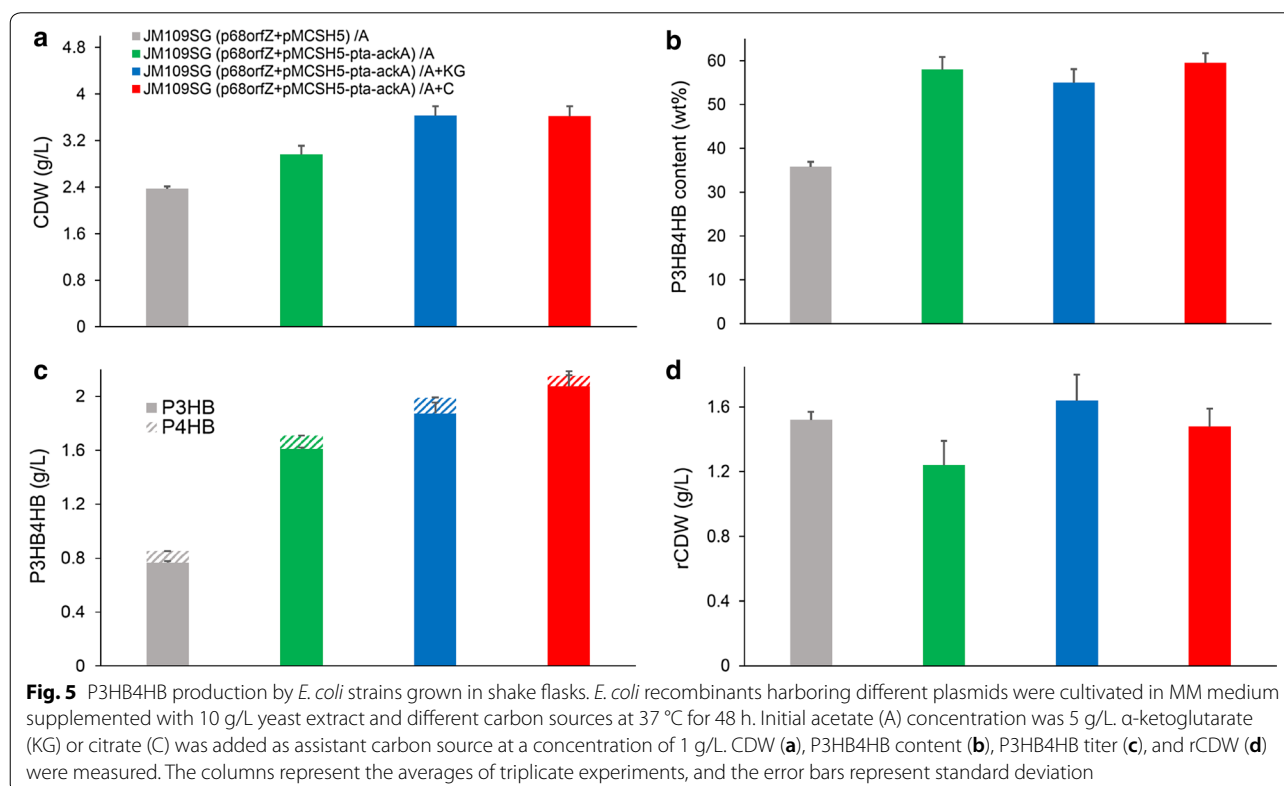 a
JM109SG (p68orfZ+pMCSH5) /A
JM109SG (p68orfZ+pMCSH5-pta-ackA) /A
JM109SG (p68orfZ+pMCSH5-pta-ackA) /A+KG
JM109SG (p68orfZ+pMCSH5-pta-ackA) /A+C
4.8
4
3.2
2.4
1.6
0.8
0
CDW (g/L)
b
60
50
40
30
20
10
0
P3HB4HB content (wt%)
c
P3HB
P4HB
2
1.6
1.2
0.8
0.4
0
P3HB4HB (g/L)
d
1.6
1.2
0.8
0.4
0
rCDW (g/L)
Fig. 5 P3HB4HB production by E. coli strains grown in shake flasks. E. coli recombinants harboring different plasmids were cultivated in MM medium
supplemented with 10 g/L yeast extract and different carbon sources at 37 °C for 48 h. Initial acetate (A) concentration was 5 g/L. α-ketoglutarate
(KG) or citrate (C) was added as assistant carbon source at a concentration of 1 g/L. CDW (a), P3HB4HB content (b), P3HB4HB titer (c), and rCDW (d)
were measured. The columns represent the averages of triplicate experiments, and the error bars represent standard deviation